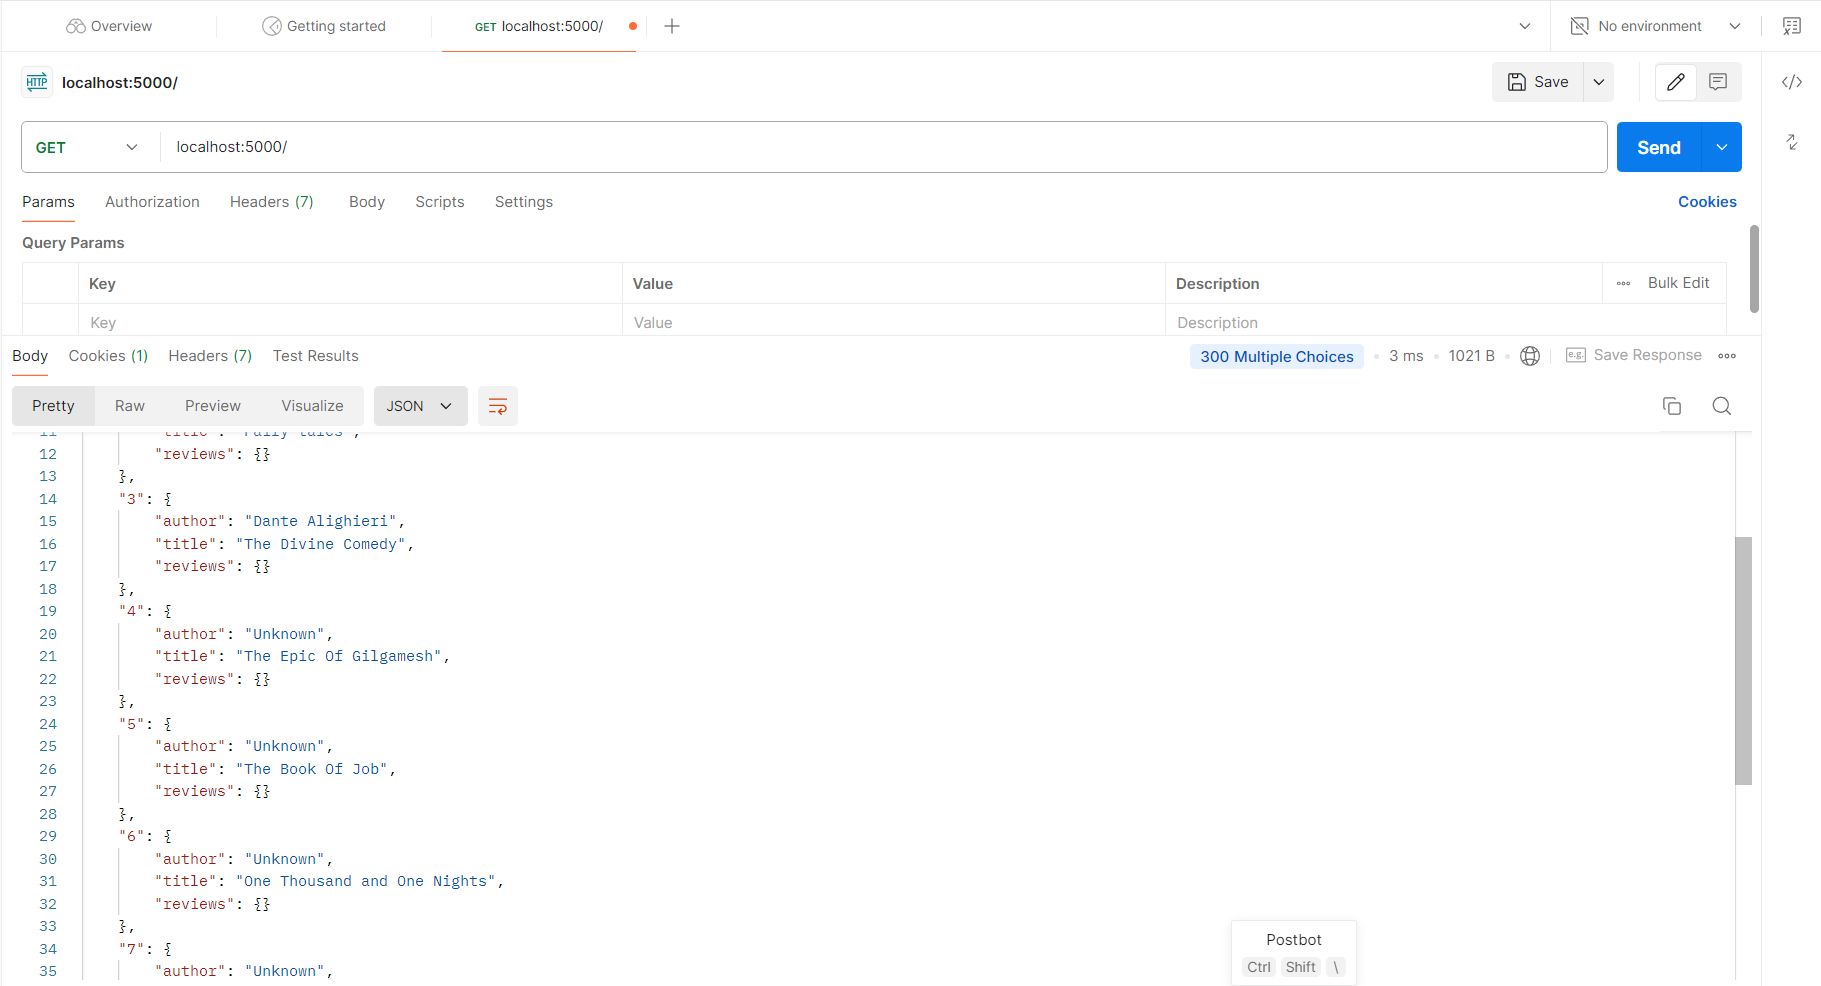 Overview
Getting started
GET localhost:5000/
No environment
HTTP localhost:5000/
Save
GET localhost:5000/
Send
Params Authorization Headers (7) Body Scripts Settings
Cookies
Query Params
Key Value Description Bulk Edit
Key Value Description
Body Cookies (1) Headers (7) Test Results
300 Multiple Choices 3 ms 1021 B e.g. Save Response
Pretty Raw Preview Visualize JSON
11 "title": "Fairy tales",
12 "reviews": {}
13 },
14 "3": {
15 "author": "Dante Alighieri",
16 "title": "The Divine Comedy",
17 "reviews": {}
18 },
19 "4": {
20 "author": "Unknown",
21 "title": "The Epic Of Gilgamesh",
22 "reviews": {}
23 },
24 "5": {
25 "author": "Unknown",
26 "title": "The Book Of Job",
27 "reviews": {}
28 },
29 "6": {
30 "author": "Unknown",
31 "title": "One Thousand and One Nights",
32 "reviews": {}
33 },
34 "7": {
35 "author": "Unknown",
Postbot
Ctrl Shift \